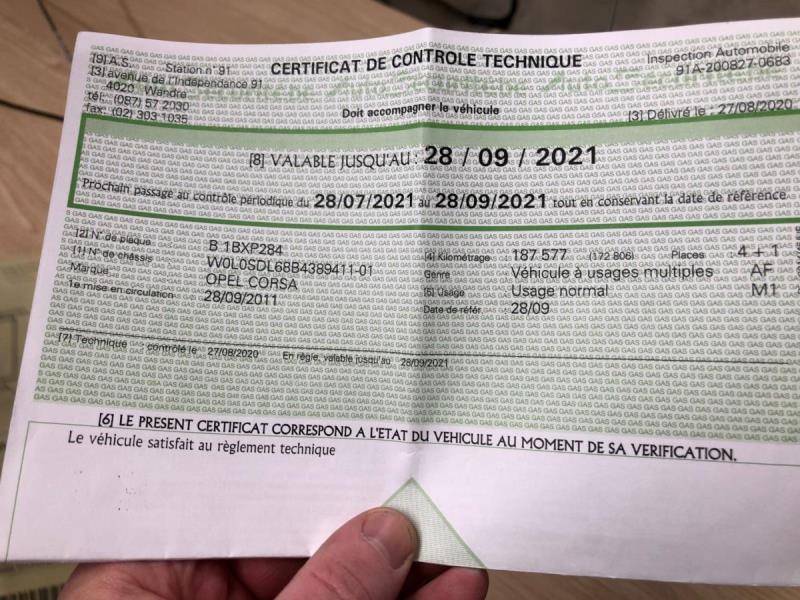 [9] A.S. Station n° 91
[3] avenue de l'Indépendance 91
4020 Wandre
tél. (087) 57 2030
fax: (02) 303 1035
CERTIFICAT DE CONTROLE TECHNIQUE
Doit accompagner le véhicule
Inspection Automobile
91A-200827-0683
[3] Délivré le : 27/08/2020
[8] VALABLE JUSQU'AU : 28 / 09 / 2021
Prochain passage au contrôle périodique du 28/07/2021 au 28/09/2021 tout en conservant la date de référence.
[2] N° de plaque B 1BXP284
[1] N° de châssis W0L0SDL68B4389411-01
Marque OPEL CORSA
1e mise en circulation 28/09/2011
[4] Kilométrage 187 577 (172 806) Places 4 + 1
Genre Véhicule à usages multiples AF
[5] Usage Usage normal M1
Date de référ. 28/09
[7] Technique : contrôlé le 27/08/2020 En règle, valable jusqu'au 28/09/2021
[6] LE PRESENT CERTIFICAT CORRESPOND A L'ETAT DU VEHICULE AU MOMENT DE SA VERIFICATION.
Le véhicule satisfait au règlement technique